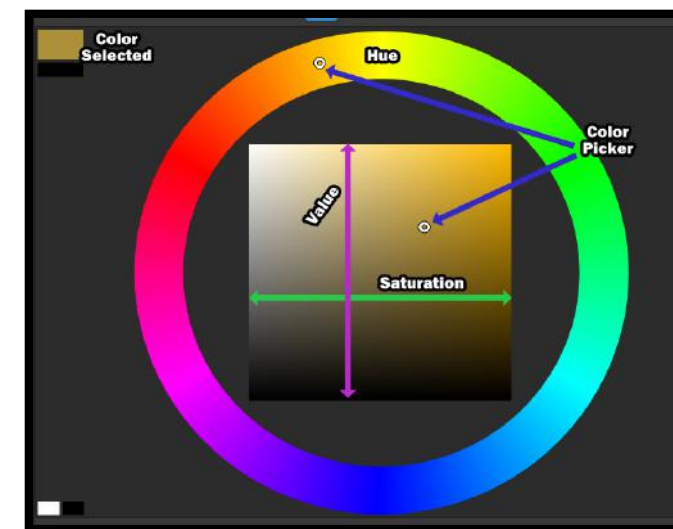 Color
Selected
Hue
Color
Picker
Value
Saturation